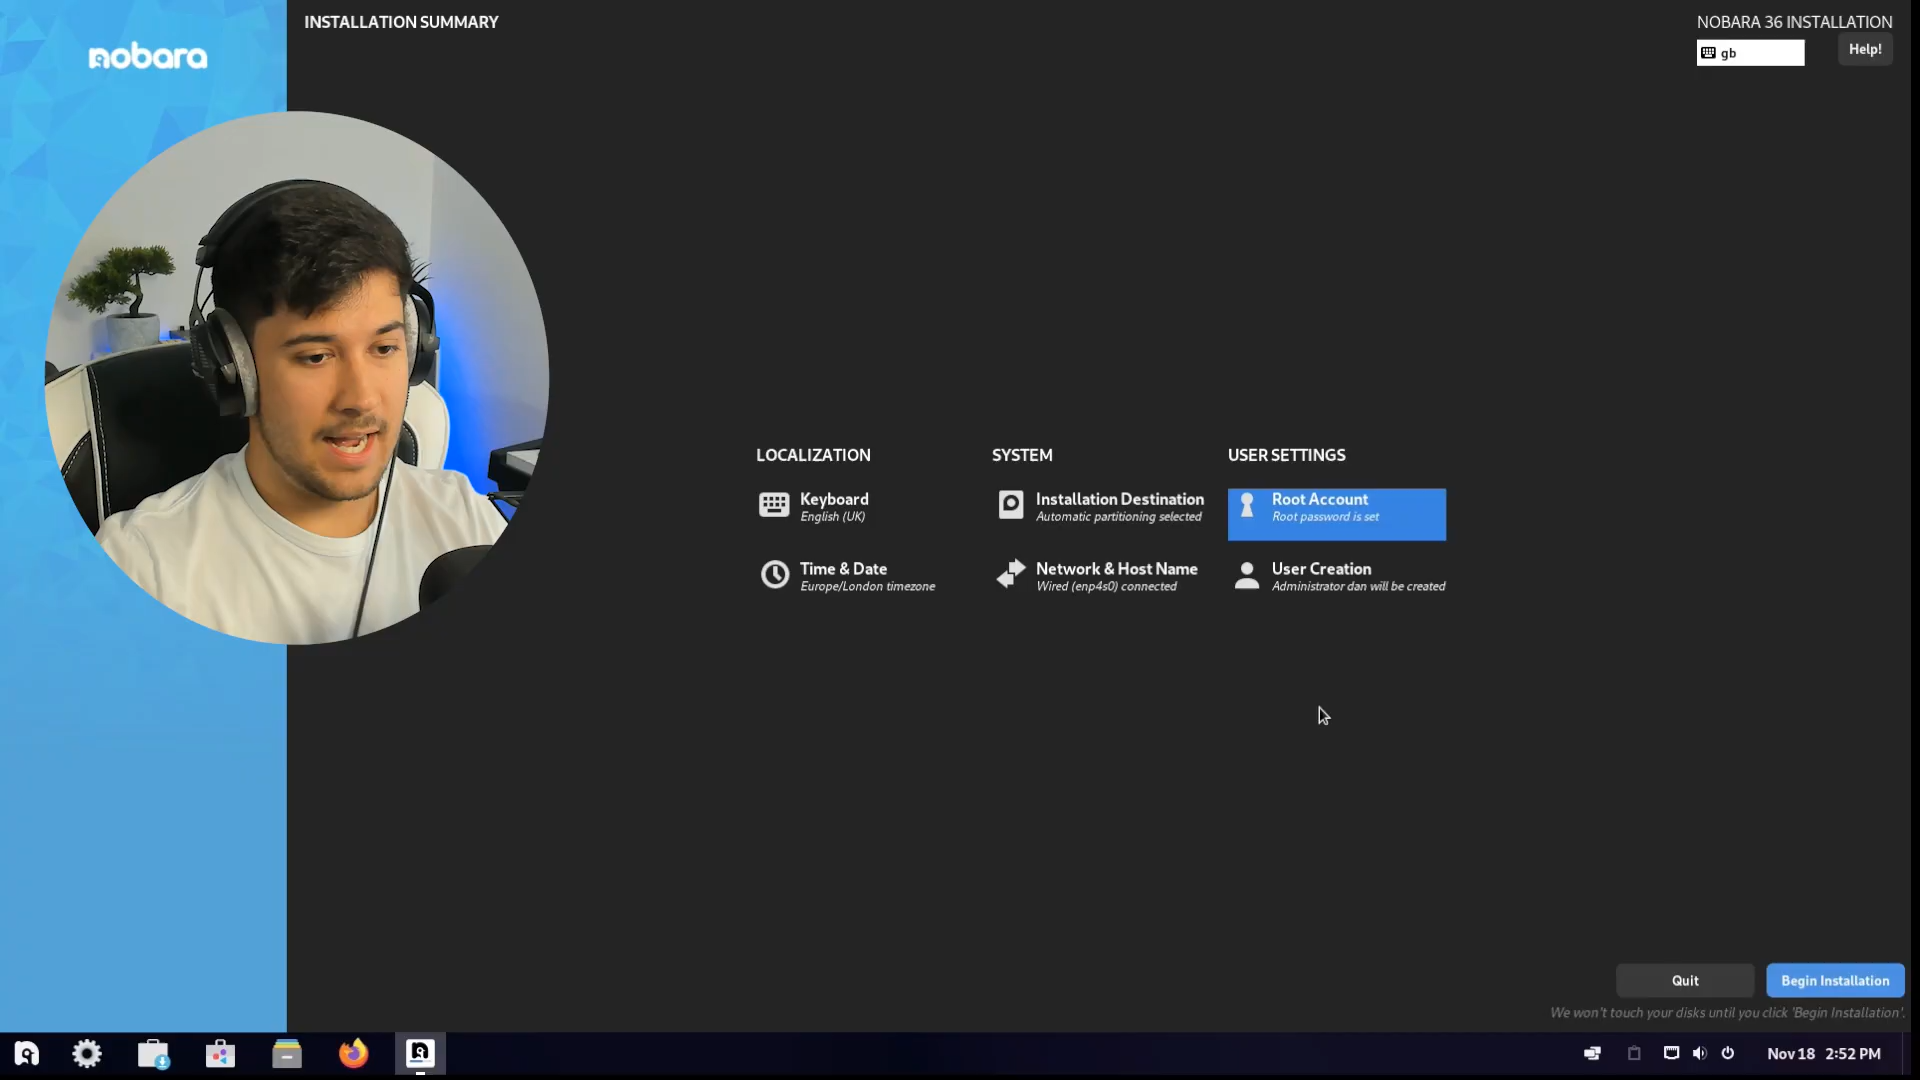 nobara
INSTALLATION SUMMARY
NOBARA 36 INSTALLATION
gb
Help!
LOCALIZATION
Keyboard
English (UK)
Time & Date
Europe/London timezone
SYSTEM
Installation Destination
Automatic partitioning selected
Network & Host Name
Wired (enp4s0) connected
USER SETTINGS
Root Account
Root password is set
User Creation
Administrator dan will be created
Quit
Begin Installation
We won't touch your disks until you click 'Begin Installation'.
Nov 18 2:52 PM